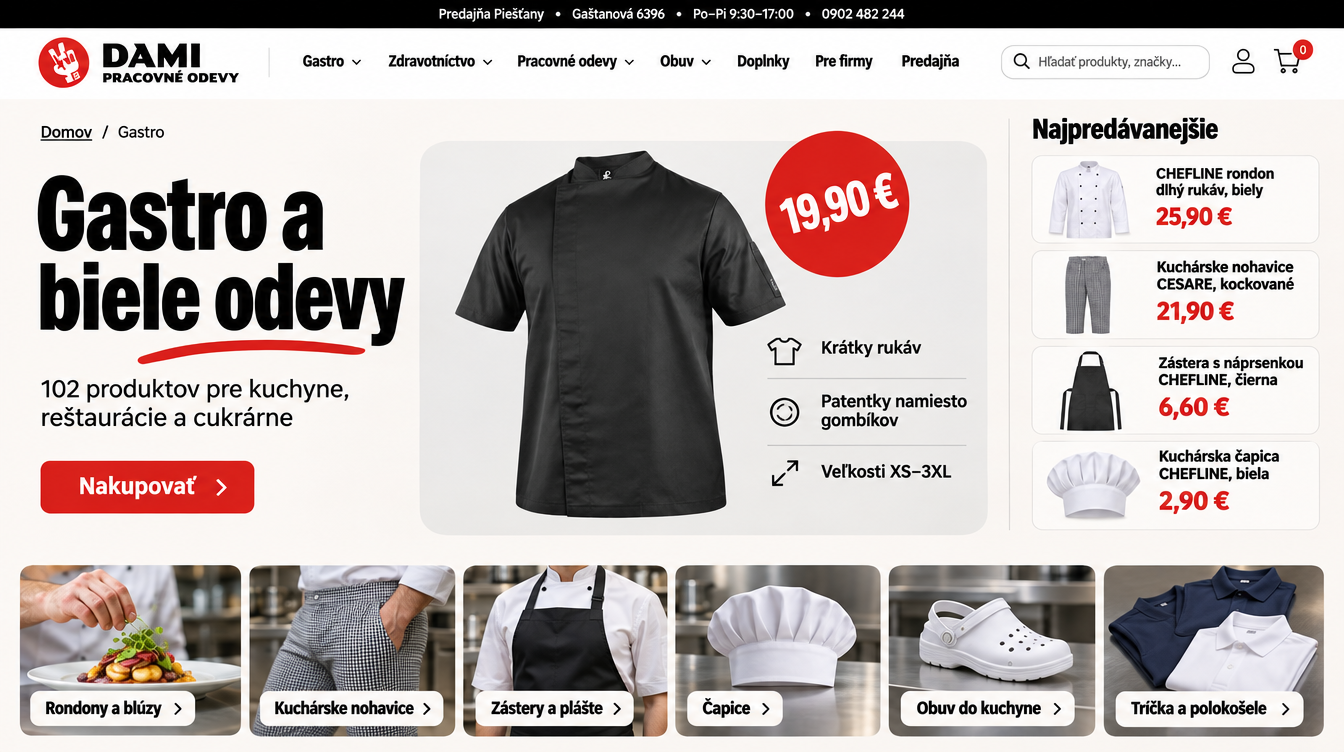 Predajňa Piešťany • Gaštanová 6396 • Po–Pi 9:30–17:00 • 0902 482 244
DAMI
PRACOVNÉ ODEVY
Gastro
Zdravotníctvo
Pracovné odevy
Obuv
Doplnky
Pre firmy
Predajňa
Hľadať produkty, značky...
0
Domov / Gastro
Gastro a
biele odevy
102 produktov pre kuchyne,
reštaurácie a cukrárne
Nakupovať
19,90 €
Krátky rukáv
Patentky namiesto
gombíkov
Veľkosti XS–3XL
Najpredávanejšie
CHEFLINE rondon
dlhý rukáv, biely
25,90 €
Kuchárske nohavice
CESARE, kockované
21,90 €
Zástera s náprsenkou
CHEFLINE, čierna
6,60 €
Kuchárska čapica
CHEFLINE, biela
2,90 €
Rondony a blúzy
Kuchárske nohavice
Zástery a plášte
Čapice
Obuv do kuchyne
Tríčka a polokošele